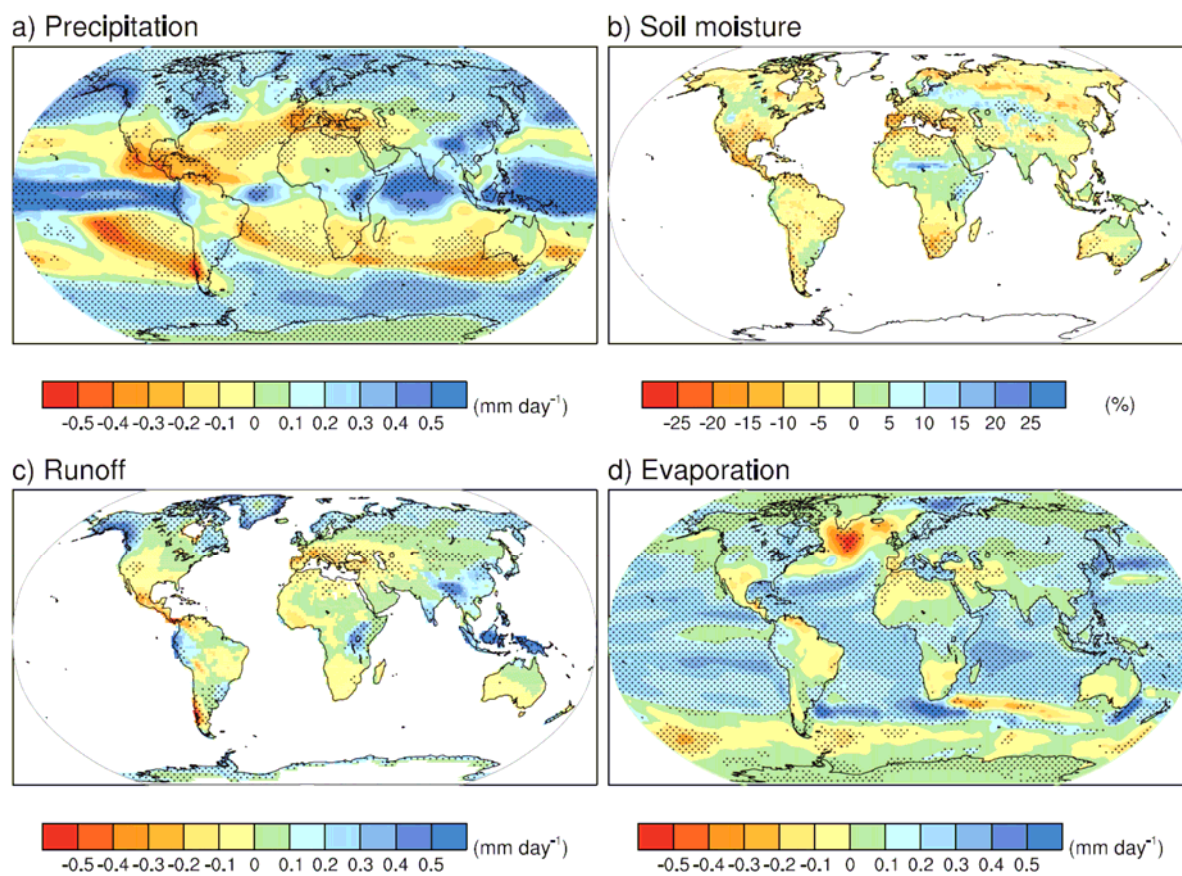 a) Precipitation
b) Soil moisture
-0.5 -0.4 -0.3 -0.2 -0.1 0 0.1 0.2 0.3 0.4 0.5 (mm day⁻¹)
-25 -20 -15 -10 -5 0 5 10 15 20 25 (%)
c) Runoff
d) Evaporation
-0.5 -0.4 -0.3 -0.2 -0.1 0 0.1 0.2 0.3 0.4 0.5 (mm day⁻¹)
-0.5 -0.4 -0.3 -0.2 -0.1 0 0.1 0.2 0.3 0.4 0.5 (mm day⁻¹)